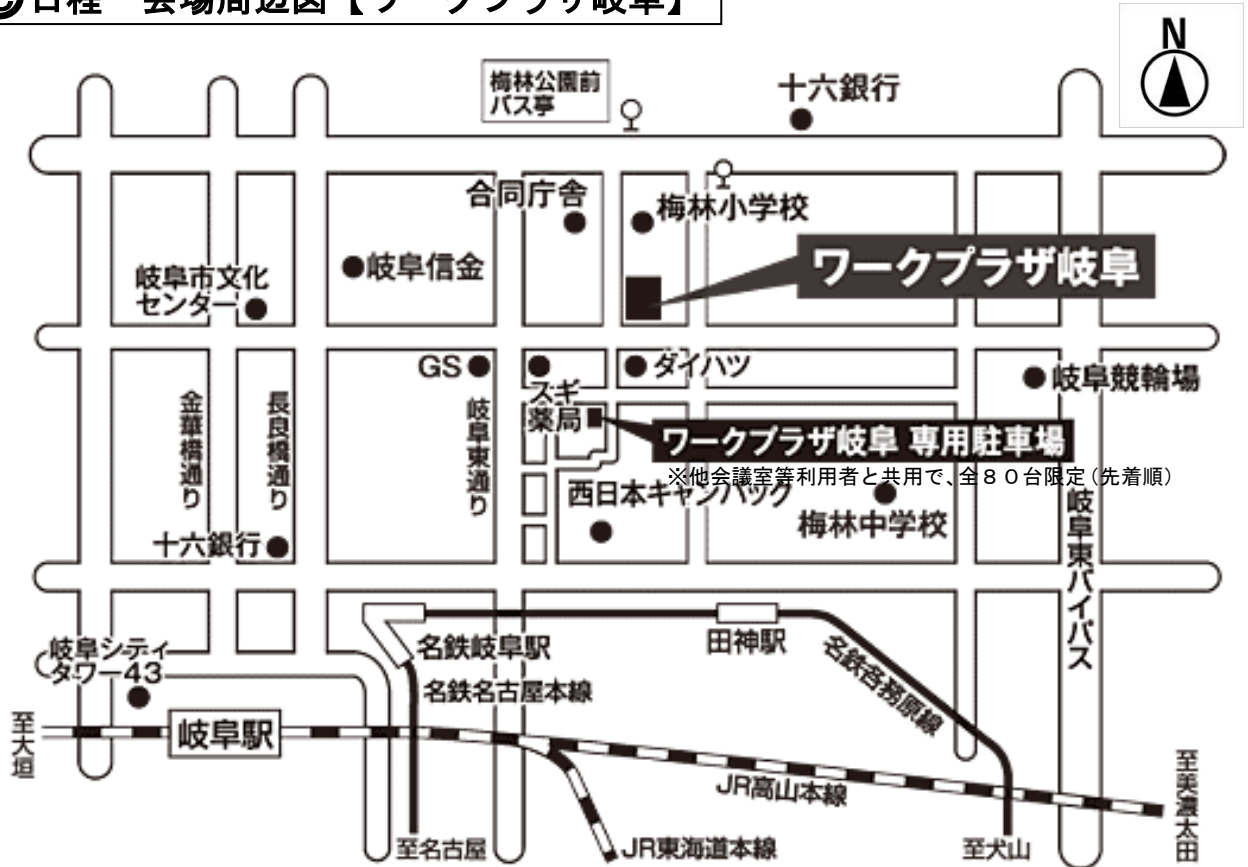 日程　会場周辺図【ワークプラザ岐阜】
N
梅林公園前
バス亭
十六銀行
合同庁舎
梅林小学校
岐阜信金
ワークプラザ岐阜
岐阜市文化
センター
GS
スギ
薬局
ダイハツ
岐阜競輪場
金華橋通り
長良橋通り
岐阜東通り
ワークプラザ岐阜 専用駐車場
※他会議室等利用者と共用で、全８０台限定（先着順）
西日本キャンパック
梅林中学校
十六銀行
岐阜東バイパス
岐阜シティ
タワー43
名鉄岐阜駅
田神駅
名鉄各務原線
名鉄名古屋本線
至大垣
岐阜駅
JR高山本線
至美濃太田
至名古屋
JR東海道本線
至犬山